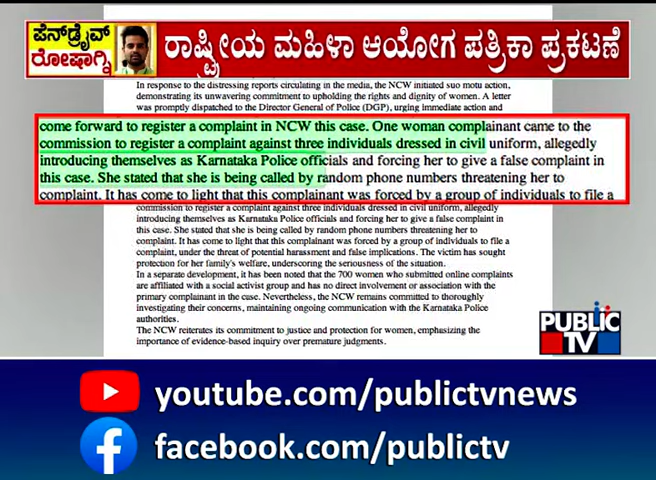 ಪೆನ್‌ಡ್ರೈವ್
ರೋಷಾಗ್ನಿ
ರಾಷ್ಟ್ರೀಯ ಮಹಿಳಾ ಆಯೋಗ ಪತ್ರಿಕಾ ಪ್ರಕಟಣೆ
In response to the distressing reports circulating in the media, the NCW initiated suo motu action,
demonstrating its unwavering commitment to upholding the rights and dignity of women. A letter
was promptly dispatched to the Director General of Police (DGP), urging immediate action and
come forward to register a complaint in NCW this case. One woman complainant came to the
commission to register a complaint against three individuals dressed in civil uniform, allegedly
introducing themselves as Karnataka Police officials and forcing her to give a false complaint in
this case. She stated that she is being called by random phone numbers threatening her to
complaint. It has come to light that this complainant was forced by a group of individuals to file a
commission to register a complaint against three individuals dressed in civil uniform, allegedly
introducing themselves as Karnataka Police officials and forcing her to give a false complaint in
this case. She stated that she is being called by random phone numbers threatening her to
complaint. It has come to light that this complainant was forced by a group of individuals to file a
complaint, under the threat of potential harassment and false implications. The victim has sought
protection for her family's welfare, underscoring the seriousness of the situation.
In a separate development, it has been noted that the 700 women who submitted online complaints
are affiliated with a social activist group and has no direct involvement or association with the
primary complainant in the case. Nevertheless, the NCW remains committed to thoroughly
investigating their concerns, maintaining ongoing communication with the Karnataka Police
authorities.
The NCW reiterates its commitment to justice and protection for women, emphasizing the
importance of evidence-based inquiry over premature judgments.
PUBLiC
TV
youtube.com/publictvnews
facebook.com/publictv